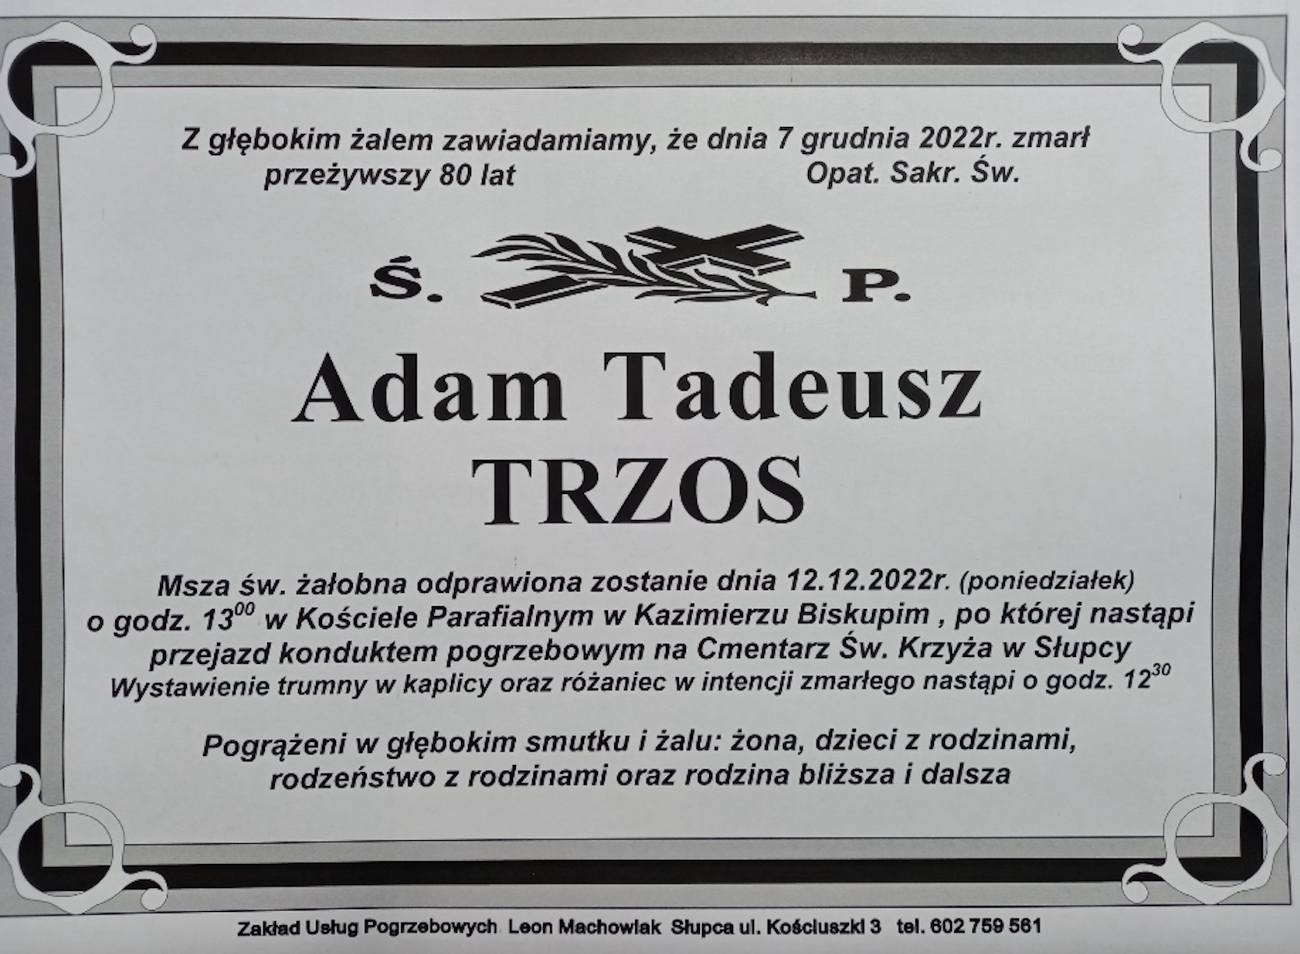 Z głębokim żalem zawiadamiamy, że dnia 7 grudnia 2022r. zmarł
przeżywszy 80 lat Opat. Sakr. Św.
Ś. P.
Adam Tadeusz
TRZOS
Msza św. żałobna odprawiona zostanie dnia 12.12.2022r. (poniedziałek)
o godz. 13⁰⁰ w Kościele Parafialnym w Kazimierzu Biskupim , po której nastąpi
przejazd konduktem pogrzebowym na Cmentarz Św. Krzyża w Słupcy
Wystawienie trumny w kaplicy oraz różaniec w intencji zmarłego nastąpi o godz. 12³⁰
Pogrążeni w głębokim smutku i żalu: żona, dzieci z rodzinami,
rodzeństwo z rodzinami oraz rodzina bliższa i dalsza
Zakład Usług Pogrzebowych Leon Machowiak Słupca ul. Kościuszki 3 tel. 602 759 561